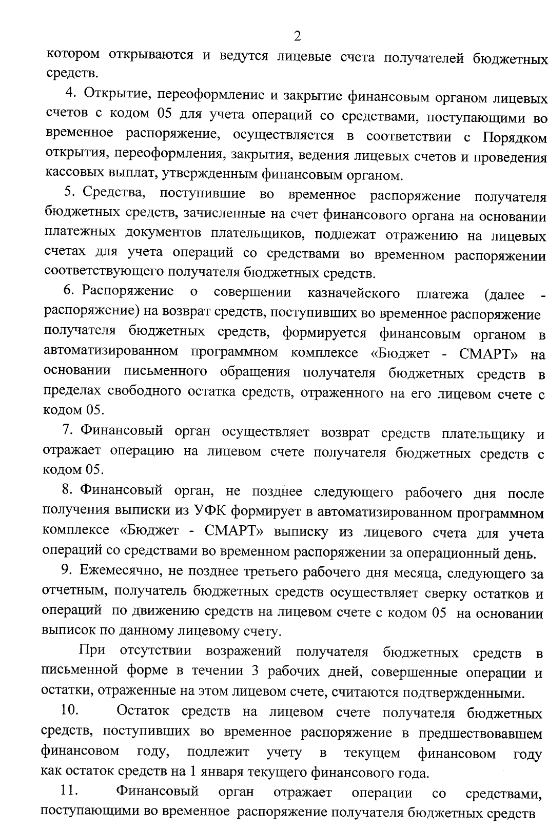 2
котором открываются и ведутся лицевые счета получателей бюджетных
средств.
4. Открытие, переоформление и закрытие финансовым органом лицевых
счетов с кодом 05 для учета операций со средствами, поступающими во
временное распоряжение, осуществляется в соответствии с Порядком
открытия, переоформления, закрытия, ведения лицевых счетов и проведения
кассовых выплат, утвержденным финансовым органом.
5. Средства, поступившие во временное распоряжение получателя
бюджетных средств, зачисленные на счет финансового органа на основании
платежных документов плательщиков, подлежат отражению на лицевых
счетах для учета операций со средствами во временном распоряжении
соответствующего получателя бюджетных средств.
6. Распоряжение о совершении казначейского платежа (далее -
распоряжение) на возврат средств, поступивших во временное распоряжение
получателя бюджетных средств, формируется финансовым органом в
автоматизированном программном комплексе «Бюджет - СМАРТ» на
основании письменного обращения получателя бюджетных средств в
пределах свободного остатка средств, отраженного на его лицевом счете с
кодом 05.
7. Финансовый орган осуществляет возврат средств плательщику и
отражает операцию на лицевом счете получателя бюджетных средств с
кодом 05.
8. Финансовый орган, не позднее следующего рабочего дня после
получения выписки из УФК формирует в автоматизированном программном
комплексе «Бюджет - СМАРТ» выписку из лицевого счета для учета
операций со средствами во временном распоряжении за операционный день.
9. Ежемесячно, не позднее третьего рабочего дня месяца, следующего за
отчетным, получатель бюджетных средств осуществляет сверку остатков и
операций по движению средств на лицевом счете с кодом 05 на основании
выписок по данному лицевому счету.
При отсутствии возражений получателя бюджетных средств в
письменной форме в течении 3 рабочих дней, совершенные операции и
остатки, отраженные на этом лицевом счете, считаются подтвержденными.
10. Остаток средств на лицевом счете получателя бюджетных
средств, поступивших во временное распоряжение в предшествовавшем
финансовом году, подлежит учету в текущем финансовом году
как остаток средств на 1 января текущего финансового года.
11. Финансовый орган отражает операции со средствами,
поступающими во временное распоряжение получателя бюджетных средств